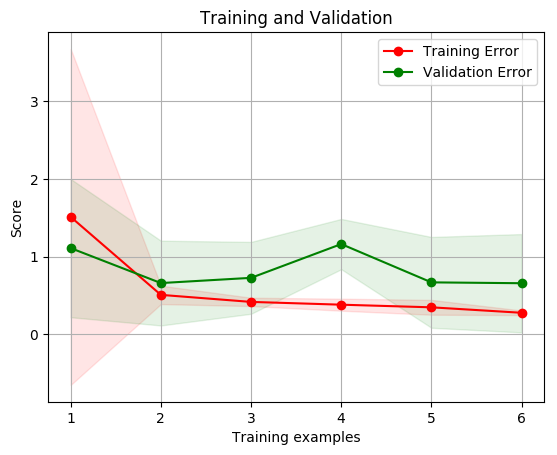 Training and Validation
Training Error
Validation Error
3
2
1
0
Score
1 2 3 4 5 6
Training examples